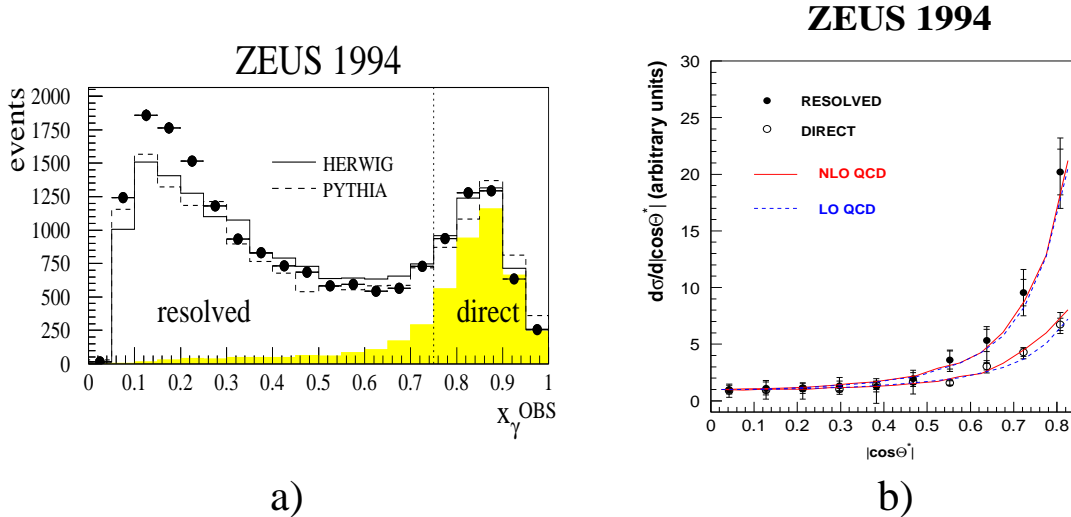 ZEUS 1994
events
2000
1750
1500
1250
1000
750
500
250
0
HERWIG
PYTHIA
resolved
direct
0 0.1 0.2 0.3 0.4 0.5 0.6 0.7 0.8 0.9 1
xγOBS
a)
ZEUS 1994
dσ/d|cosΘ*| (arbitrary units)
30
25
20
15
10
5
0
RESOLVED
DIRECT
NLO QCD
LO QCD
0 0.1 0.2 0.3 0.4 0.5 0.6 0.7 0.8
|cosΘ*|
b)